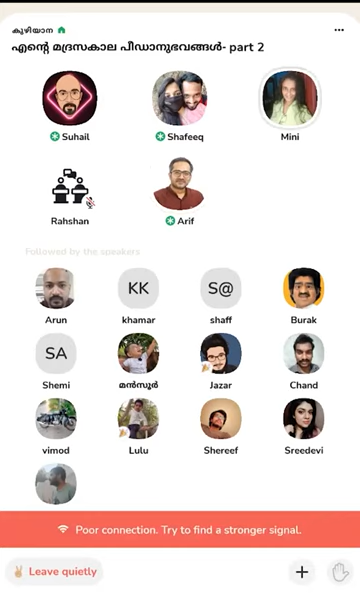 കുഴിയാന
എന്റെ മദ്രസകാല പീഡാനുഭവങ്ങൾ- part 2
Suhail Shafeeq Mini
Rahshan Arif
Followed by the speakers
KK S@
Arun khamar shaff Burak
SA
Shemi മൻസൂർ Jazar Chand
vimod Lulu Shereef Sreedevi
Poor connection. Try to find a stronger signal.
Leave quietly